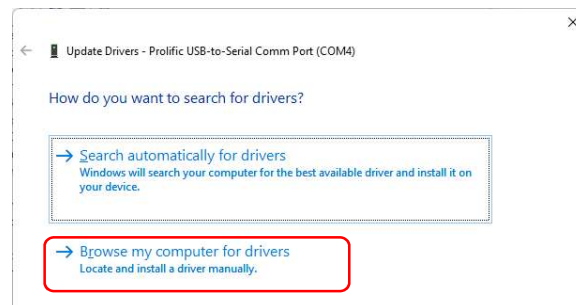 Update Drivers - Prolific USB-to-Serial Comm Port (COM4)
How do you want to search for drivers?
Search automatically for drivers
Windows will search your computer for the best available driver and install it on
your device.
Browse my computer for drivers
Locate and install a driver manually.